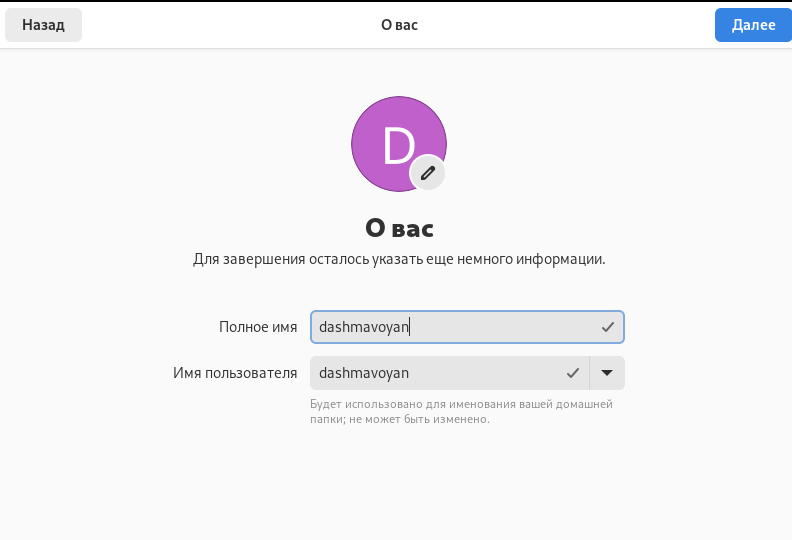 Назад
О вас
Далее
D
О вас
Для завершения осталось указать еще немного информации.
Полное имя
dashmavoyan
Имя пользователя
dashmavoyan
Будет использовано для именования вашей домашней
папки; не может быть изменено.